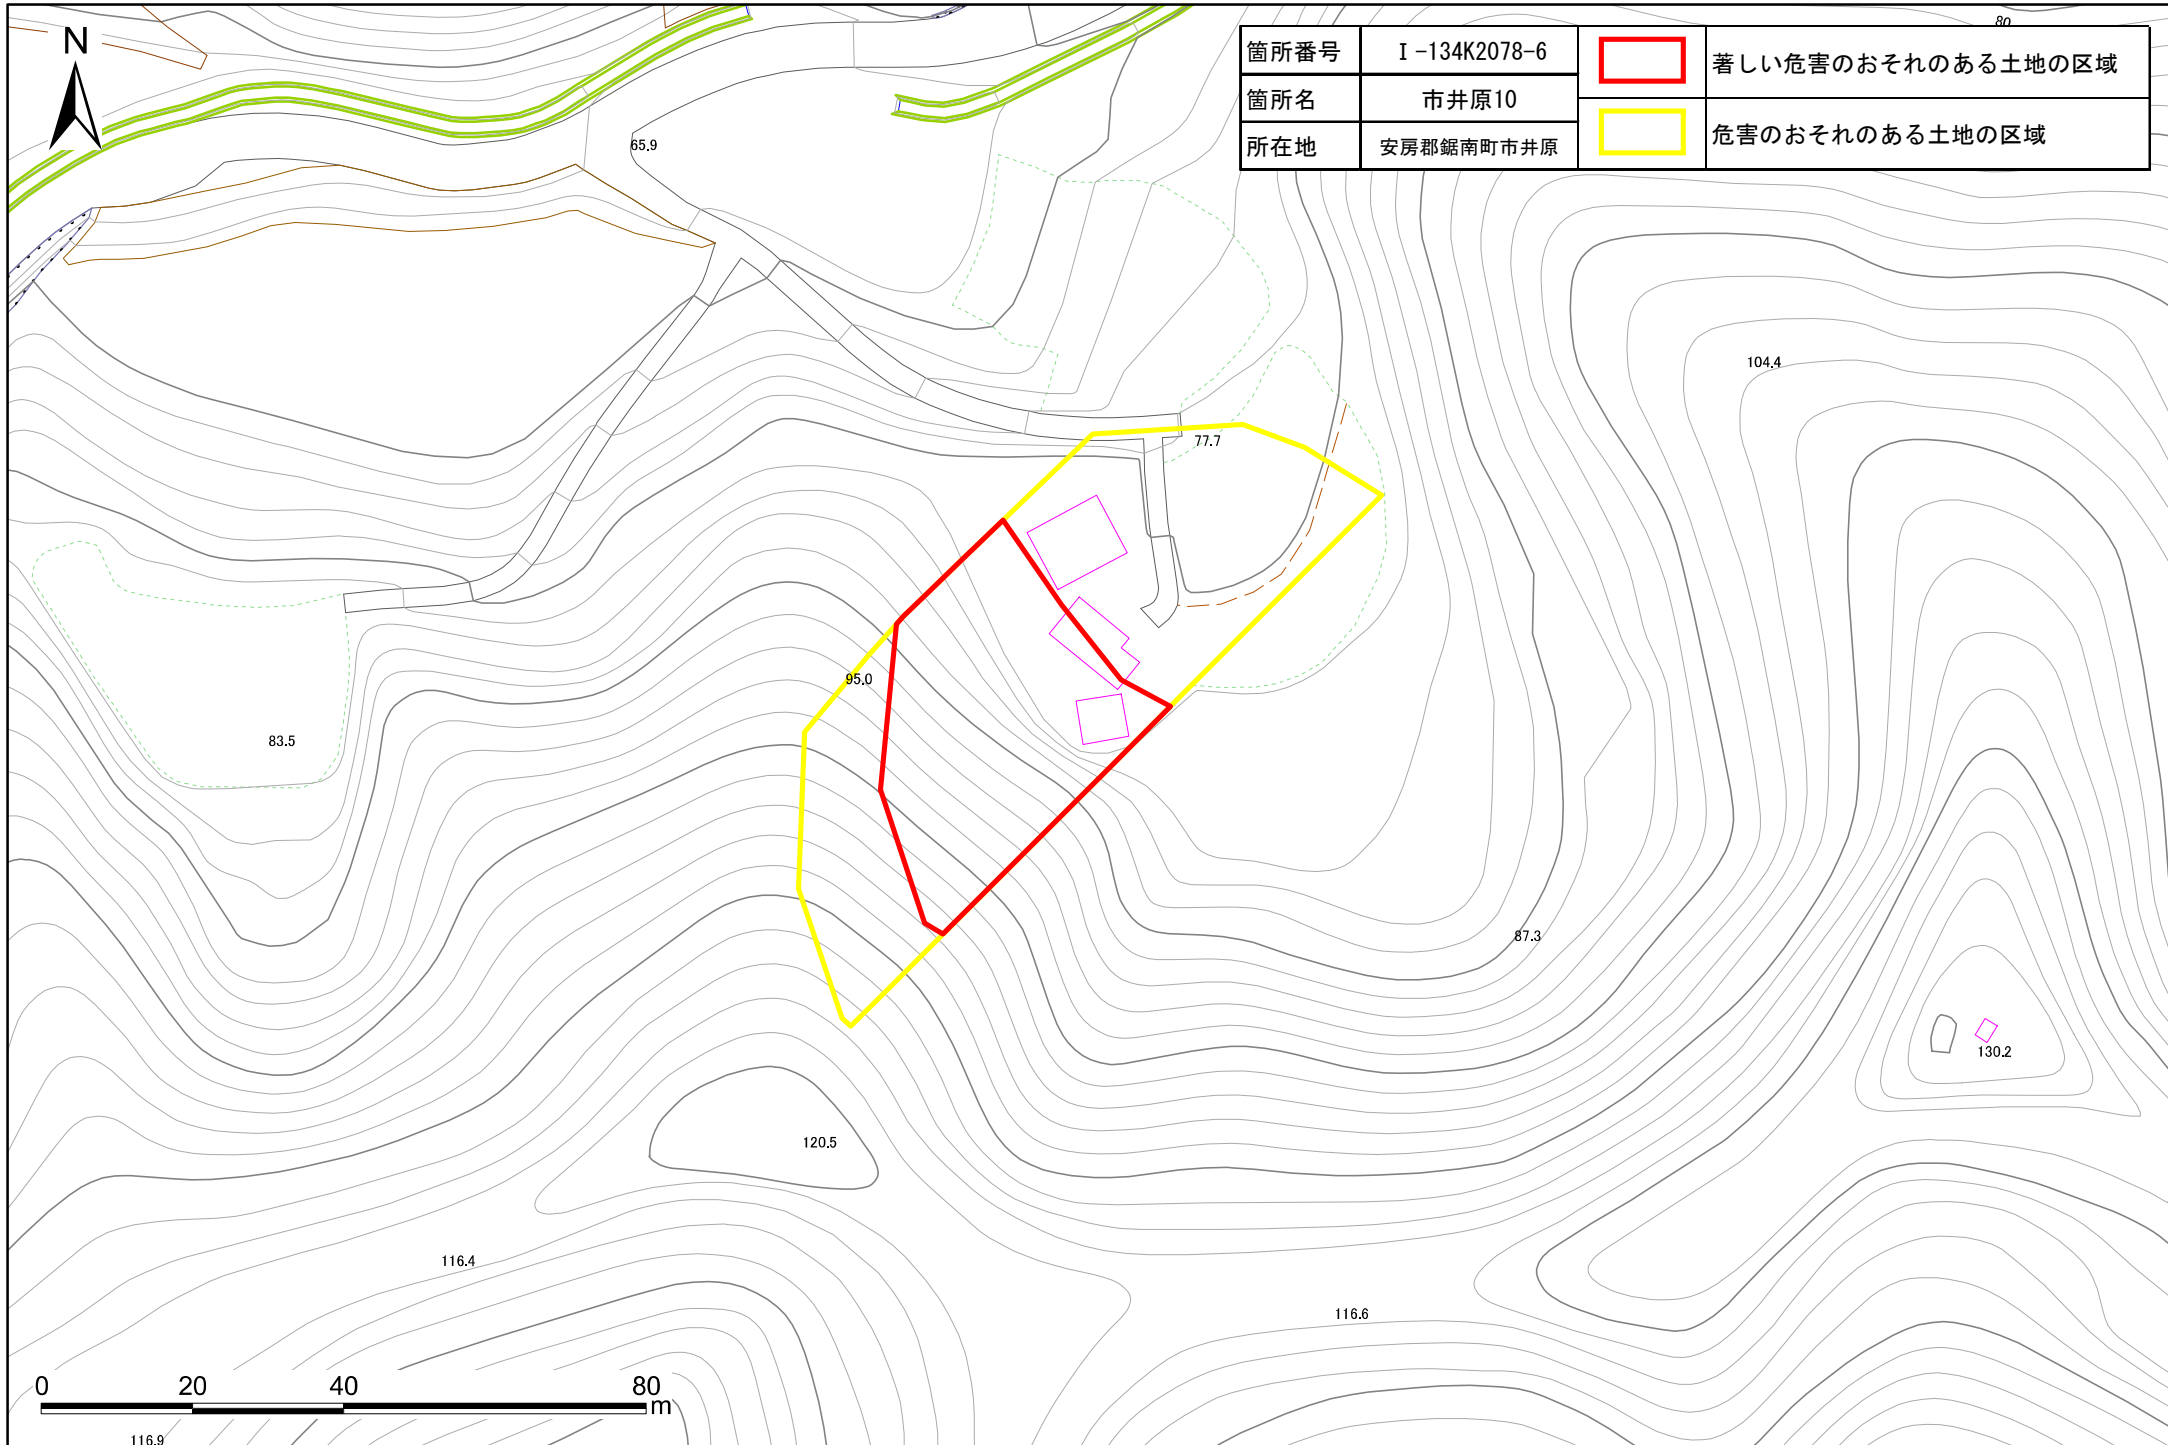 N
箇所番号 Ⅰ-134K2078-6
箇所名 市井原10
所在地 安房郡鋸南町市井原
著しい危害のおそれのある土地の区域
危害のおそれのある土地の区域
80
65.9
104.4
77.7
95.0
83.5
87.3
130.2
120.5
116.4
116.6
0 20 40 80
m
116.9